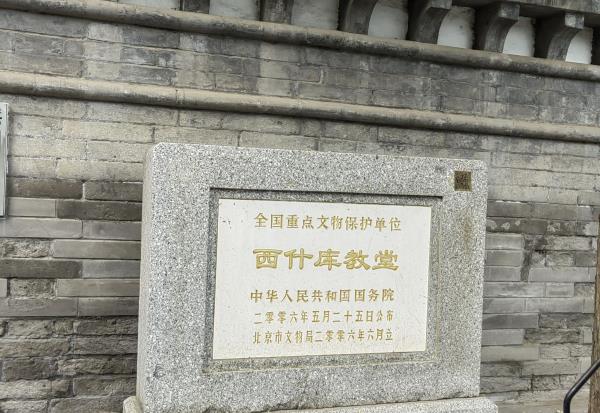 全国重点文物保护单位
西什库教堂
中华人民共和国国务院
二零零六年五月二十五日公布
北京市文物局二零零六年六月立